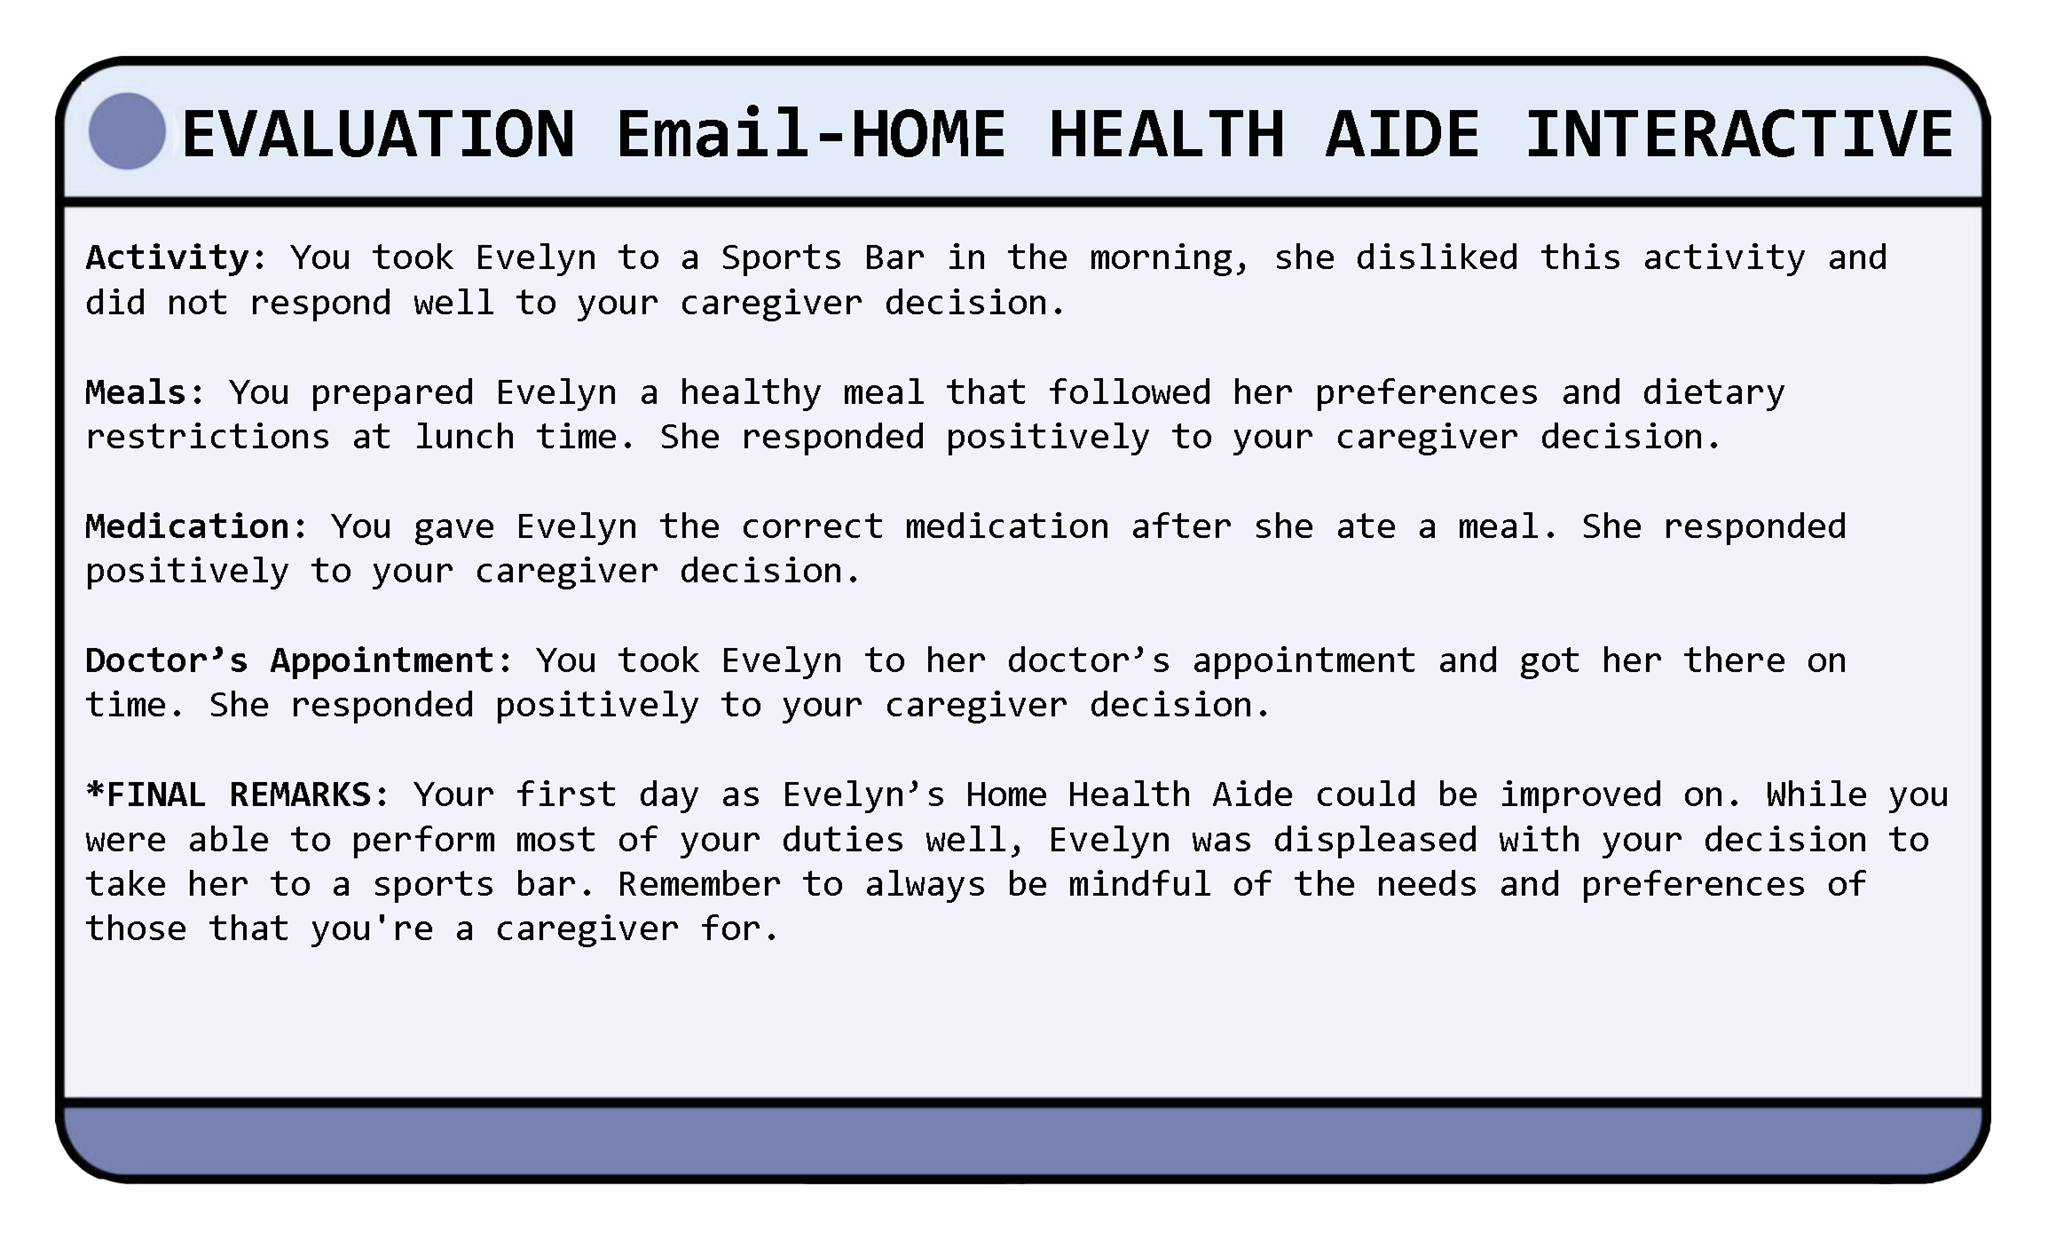 EVALUATION Email-HOME HEALTH AIDE INTERACTIVE
Activity: You took Evelyn to a Sports Bar in the morning, she disliked this activity and
did not respond well to your caregiver decision.
Meals: You prepared Evelyn a healthy meal that followed her preferences and dietary
restrictions at lunch time. She responded positively to your caregiver decision.
Medication: You gave Evelyn the correct medication after she ate a meal. She responded
positively to your caregiver decision.
Doctor’s Appointment: You took Evelyn to her doctor’s appointment and got her there on
time. She responded positively to your caregiver decision.
*FINAL REMARKS: Your first day as Evelyn’s Home Health Aide could be improved on. While you
were able to perform most of your duties well, Evelyn was displeased with your decision to
take her to a sports bar. Remember to always be mindful of the needs and preferences of
those that you're a caregiver for.